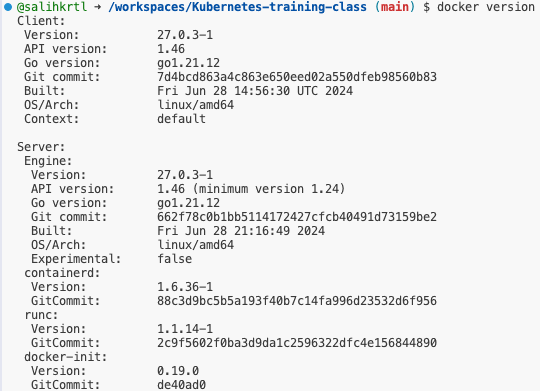 @salihkrtl → /workspaces/Kubernetes-training-class (main) $ docker version
Client:
 Version:           27.0.3-1
 API version:       1.46
 Go version:        go1.21.12
 Git commit:        7d4bcd863a4c863e650eed02a550dfeb98560b83
 Built:             Fri Jun 28 14:56:30 UTC 2024
 OS/Arch:           linux/amd64
 Context:           default

Server:
 Engine:
  Version:          27.0.3-1
  API version:      1.46 (minimum version 1.24)
  Go version:       go1.21.12
  Git commit:       662f78c0b1bb5114172427cfcb40491d73159be2
  Built:            Fri Jun 28 21:16:49 2024
  OS/Arch:          linux/amd64
  Experimental:     false
 containerd:
  Version:          1.6.36-1
  GitCommit:        88c3d9bc5b5a193f40b7c14fa996d23532d6f956
 runc:
  Version:          1.1.14-1
  GitCommit:        2c9f5602f0ba3d9da1c2596322dfc4e156844890
 docker-init:
  Version:          0.19.0
  GitCommit:        de40ad0